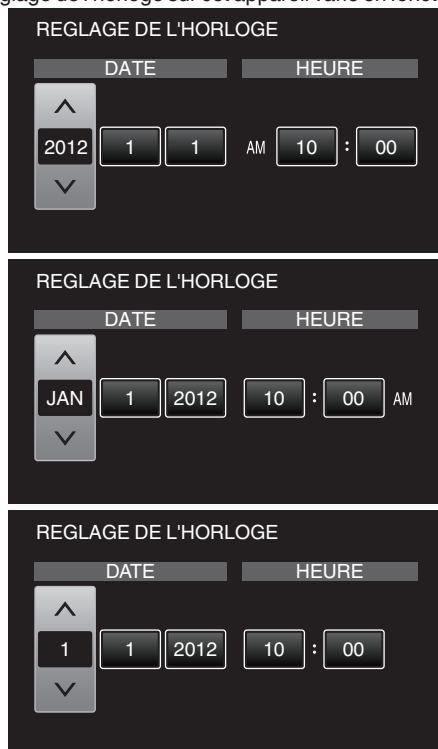 REGLAGE DE L'HORLOGE
DATE HEURE
2012 1 1 AM 10 : 00
REGLAGE DE L'HORLOGE
DATE HEURE
JAN 1 2012 10 : 00 AM
REGLAGE DE L'HORLOGE
DATE HEURE
1 1 2012 10 : 00